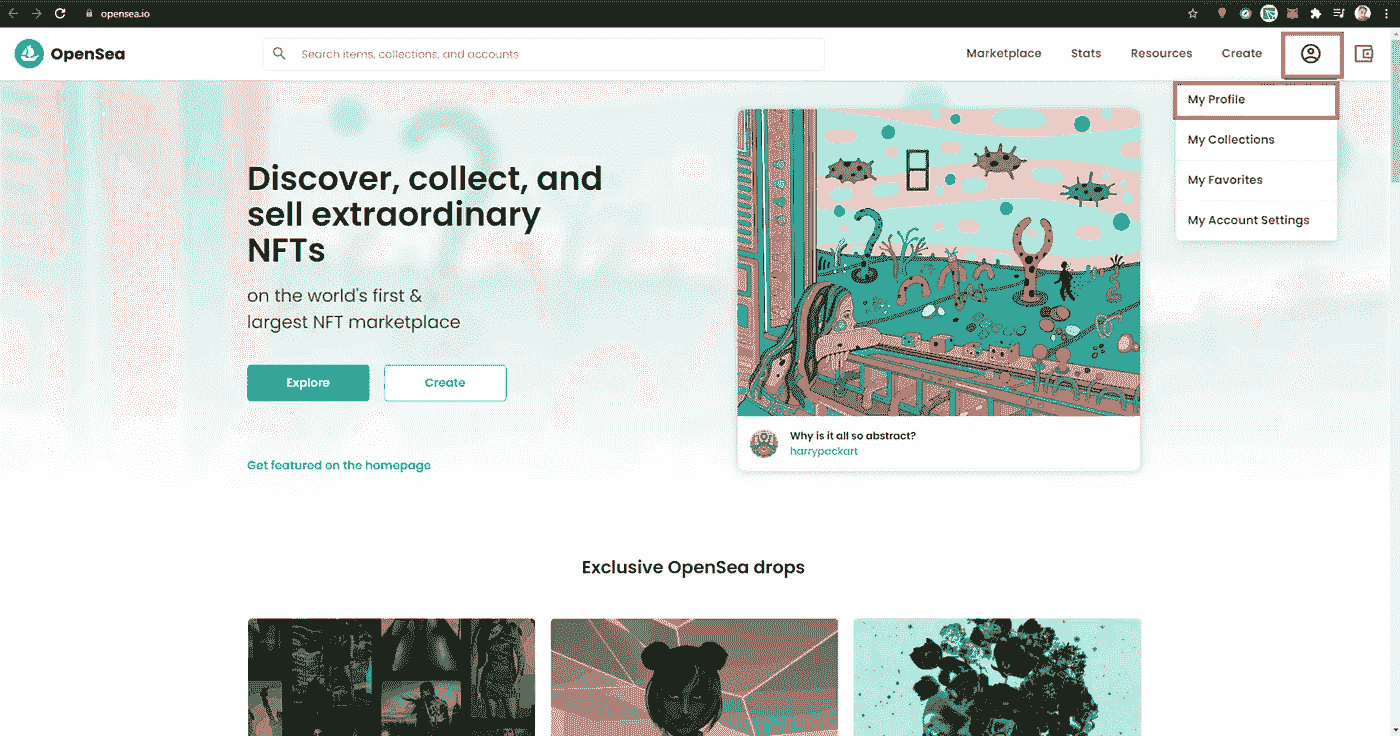 opensea.io
OpenSea
Search items, collections, and accounts
Marketplace
Stats
Resources
Create
My Profile
My Collections
My Favorites
My Account Settings
Discover, collect, and
sell extraordinary
NFTs
on the world's first &
largest NFT marketplace
Explore
Create
Get featured on the homepage
Why is it all so abstract?
harrypackart
Exclusive OpenSea drops